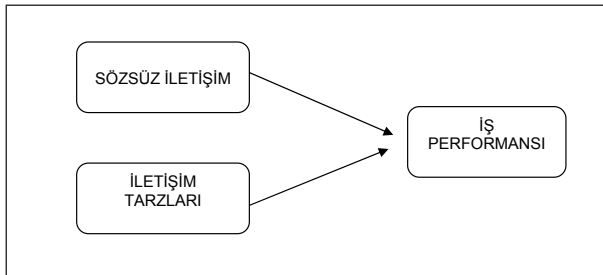 SÖZSÜZ İLETİŞİM
İLETİŞİM
TARZLARI
İŞ
PERFORMANSI